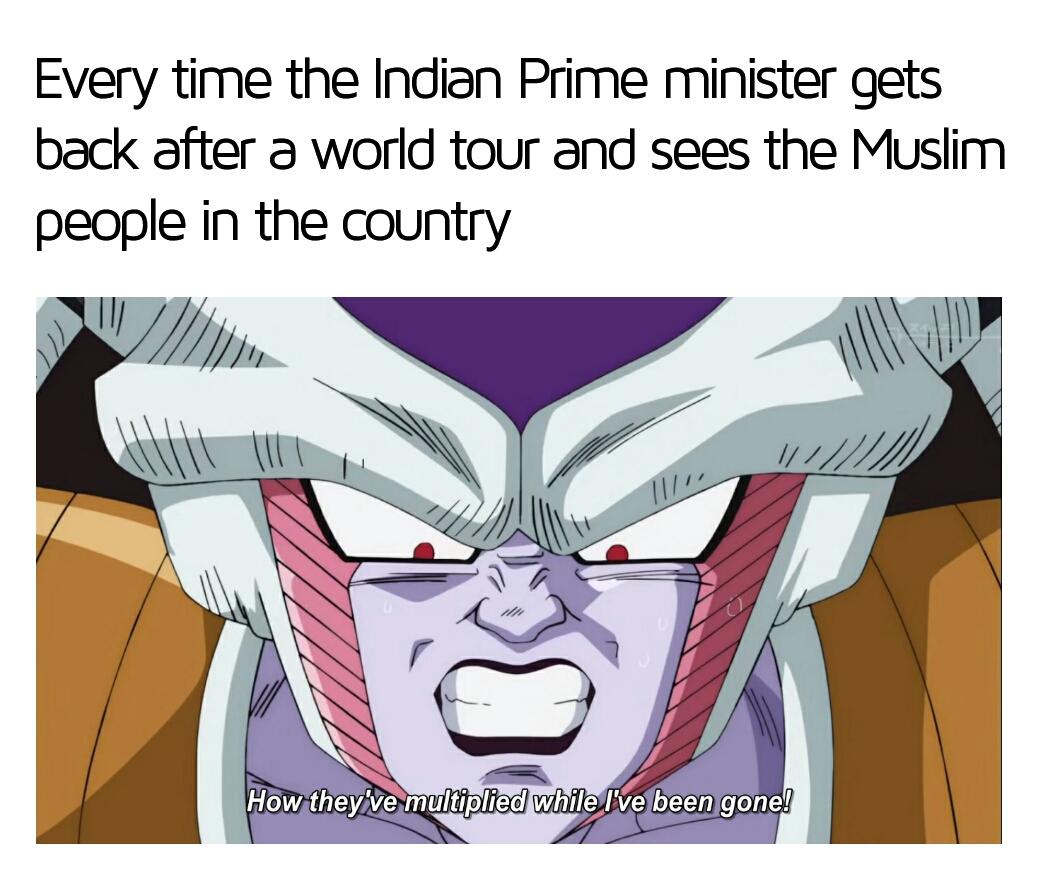 Every time the Indian Prime minister gets
back after a world tour and sees the Muslim
people in the country
How they've multiplied while I've been gone!